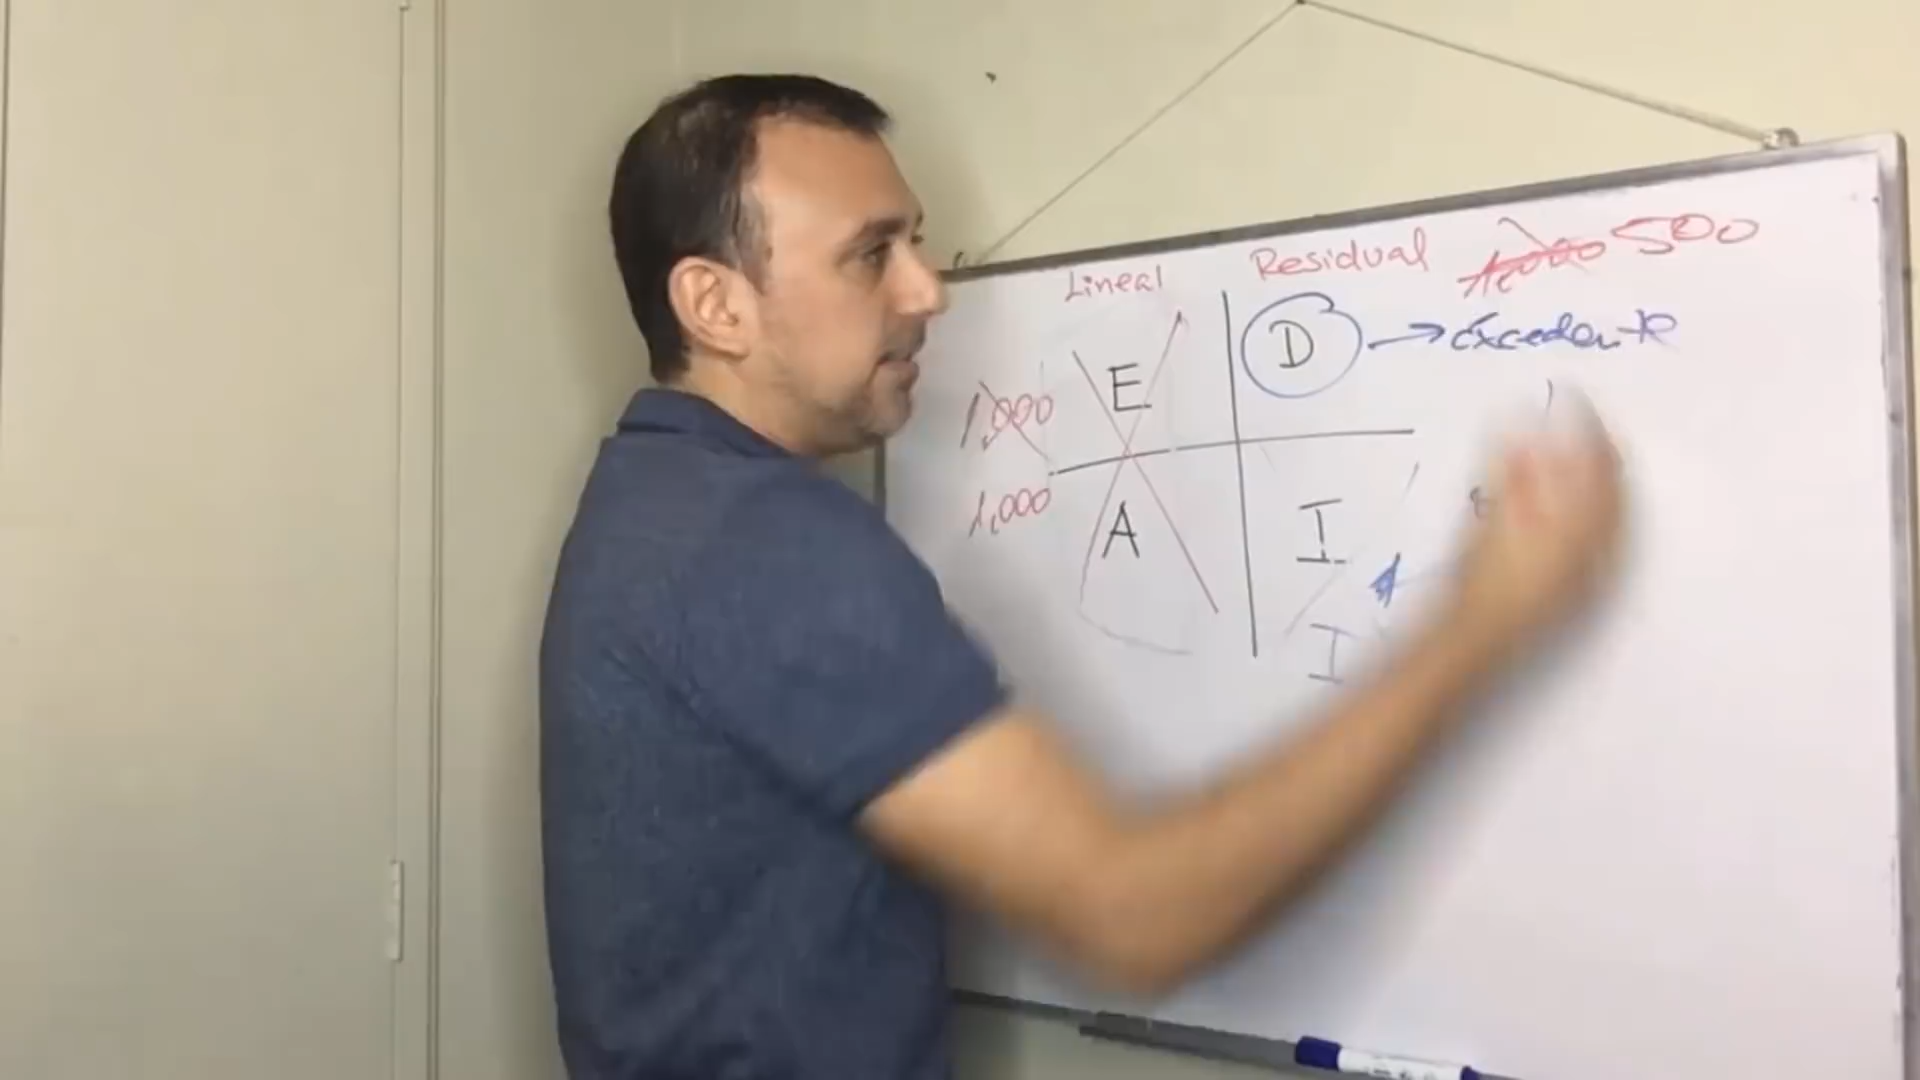 Lineal Residual 1,000 500
E D → Excedente
1,000
1,000
A I
I